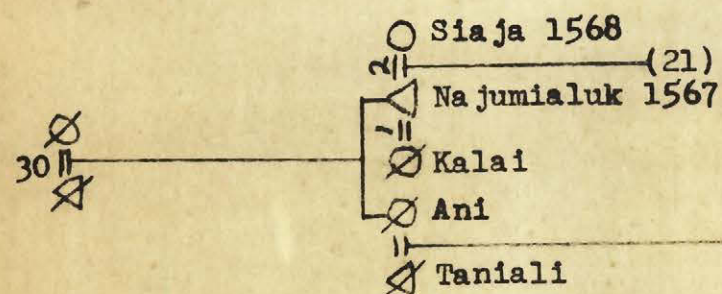 Siaja 1568
2
(21)
Najumialuk 1567
1
30
Kalai
Ani
Taniali